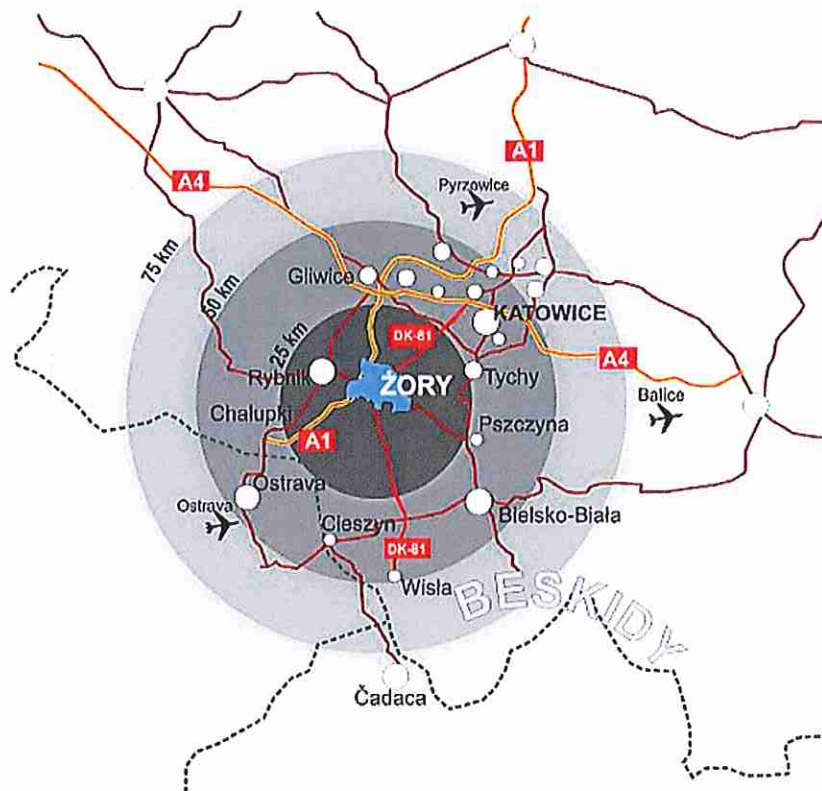 A1
A4
Pyrzowice
75 km
50 km
Gliwice
KATOWICE
25 km
DK-81
A4
Rybnik
ŻORY
Tychy
Balice
Chalupki
A1
Pszczyna
Ostrava
Ostrava
Cieszyn
Bielsko-Biała
DK-81
Wisła
BESKIDY
Čadaca